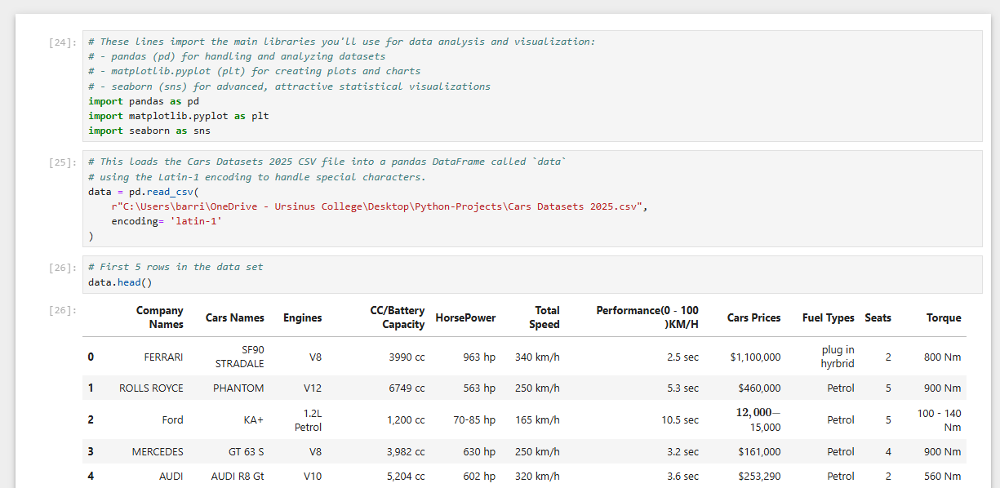 [24]: # These lines import the main libraries you'll use for data analysis and visualization:
# - pandas (pd) for handling and analyzing datasets
# - matplotlib.pyplot (plt) for creating plots and charts
# - seaborn (sns) for advanced, attractive statistical visualizations
import pandas as pd
import matplotlib.pyplot as plt
import seaborn as sns
[25]: # This loads the Cars Datasets 2025 CSV file into a pandas DataFrame called `data`
# using the Latin-1 encoding to handle special characters.
data = pd.read_csv(
    r"C:\Users\barri\OneDrive - Ursinus College\Desktop\Python-Projects\Cars Datasets 2025.csv",
    encoding= 'latin-1'
)
[26]: # First 5 rows in the data set
data.head()
[26]: Company Names Cars Names Engines CC/Battery Capacity HorsePower Total Speed Performance(0 - 100 )KM/H Cars Prices Fuel Types Seats Torque
0 FERRARI SF90 STRADALE V8 3990 cc 963 hp 340 km/h 2.5 sec $1,100,000 plug in hyrbrid 2 800 Nm
1 ROLLS ROYCE PHANTOM V12 6749 cc 563 hp 250 km/h 5.3 sec $460,000 Petrol 5 900 Nm
2 Ford KA+ 1.2L Petrol 1,200 cc 70-85 hp 165 km/h 10.5 sec 12,000− 15,000 Petrol 5 100 - 140 Nm
3 MERCEDES GT 63 S V8 3,982 cc 630 hp 250 km/h 3.2 sec $161,000 Petrol 4 900 Nm
4 AUDI AUDI R8 Gt V10 5,204 cc 602 hp 320 km/h 3.6 sec $253,290 Petrol 2 560 Nm